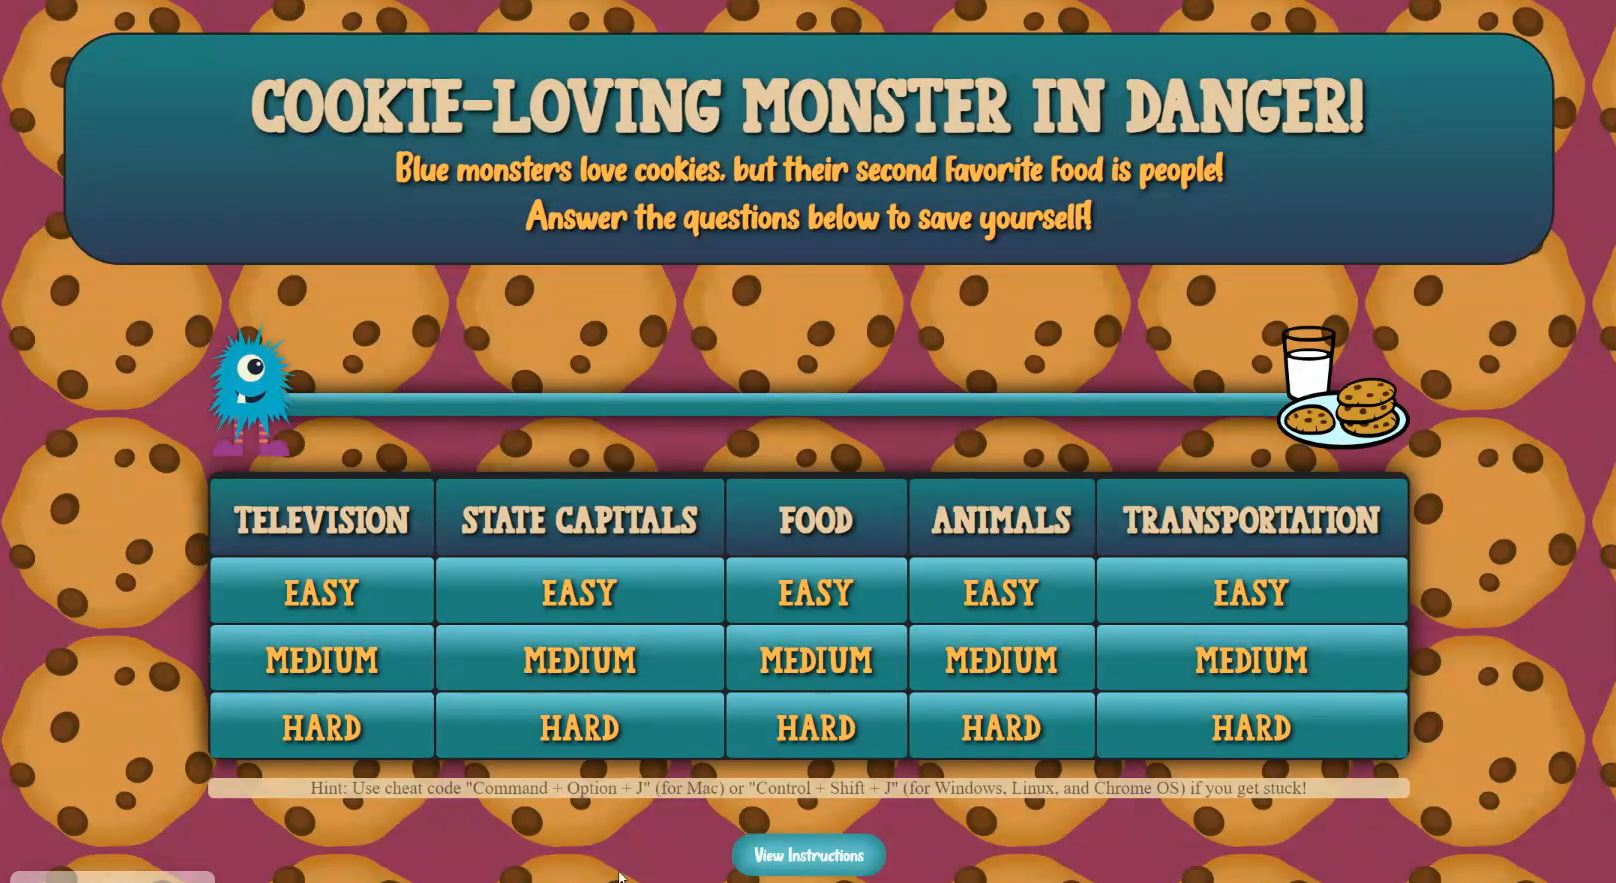 COOKIE-LOVING MONSTER IN DANGER!
Blue monsters love cookies, but their second favorite food is people!
Answer the questions below to save yourself!
TELEVISION STATE CAPITALS FOOD ANIMALS TRANSPORTATION
EASY EASY EASY EASY EASY
MEDIUM MEDIUM MEDIUM MEDIUM MEDIUM
HARD HARD HARD HARD HARD
Hint: Use cheat code "Command + Option + J" (for Mac) or "Control + Shift + J" (for Windows, Linux, and Chrome OS) if you get stuck!
View Instructions